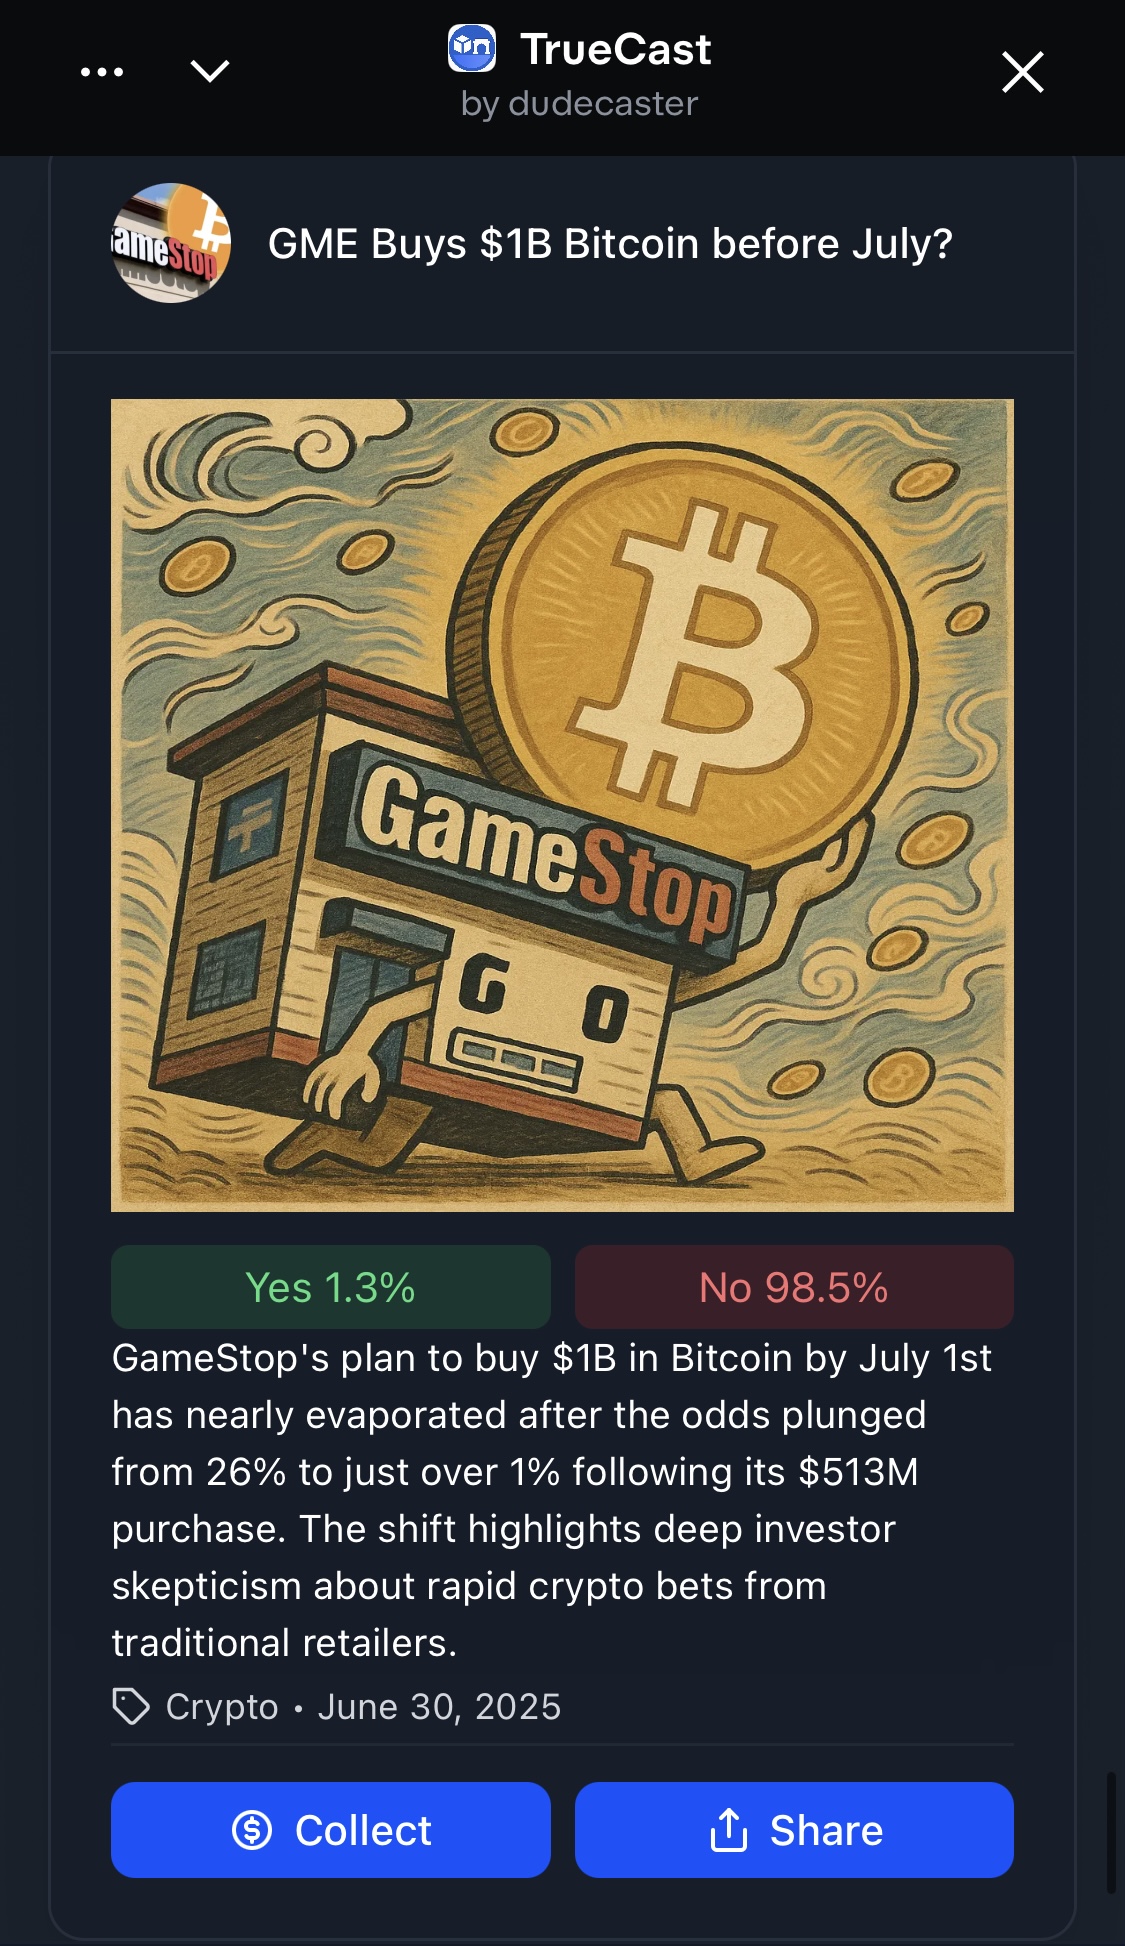 TrueCast
by dudecaster
GameStop
GME Buys $1B Bitcoin before July?
GameStop
G O
Yes 1.3%
No 98.5%
GameStop's plan to buy $1B in Bitcoin by July 1st
has nearly evaporated after the odds plunged
from 26% to just over 1% following its $513M
purchase. The shift highlights deep investor
skepticism about rapid crypto bets from
traditional retailers.
Crypto • June 30, 2025
Collect
Share